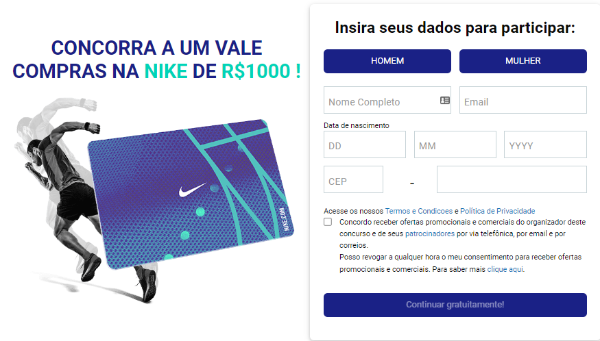 CONCORRA A UM VALE
COMPRAS NA NIKE DE R$1000 !
NIKE.COM
Insira seus dados para participar:
HOMEM
MULHER
Nome Completo
Email
Data de nascimento
DD
MM
YYYY
CEP
-
Acesse os nossos Termos e Condicoes e Política de Privacidade
Concordo receber ofertas promocionais e comerciais do organizador deste
concurso e de seus patrocinadores por via telefônica, por email e por
correios.
Posso revogar a qualquer hora o meu consentimento para receber ofertas
promocionais e comerciais. Para saber mais clique aqui.
Continuar gratuitamente!